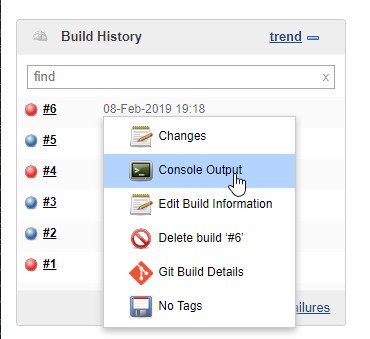 Build History
trend
find
x
#6
08-Feb-2019 19:18
#5
#4
#3
#2
#1
Changes
Console Output
Edit Build Information
Delete build ‘#6’
Git Build Details
No Tags
ilures